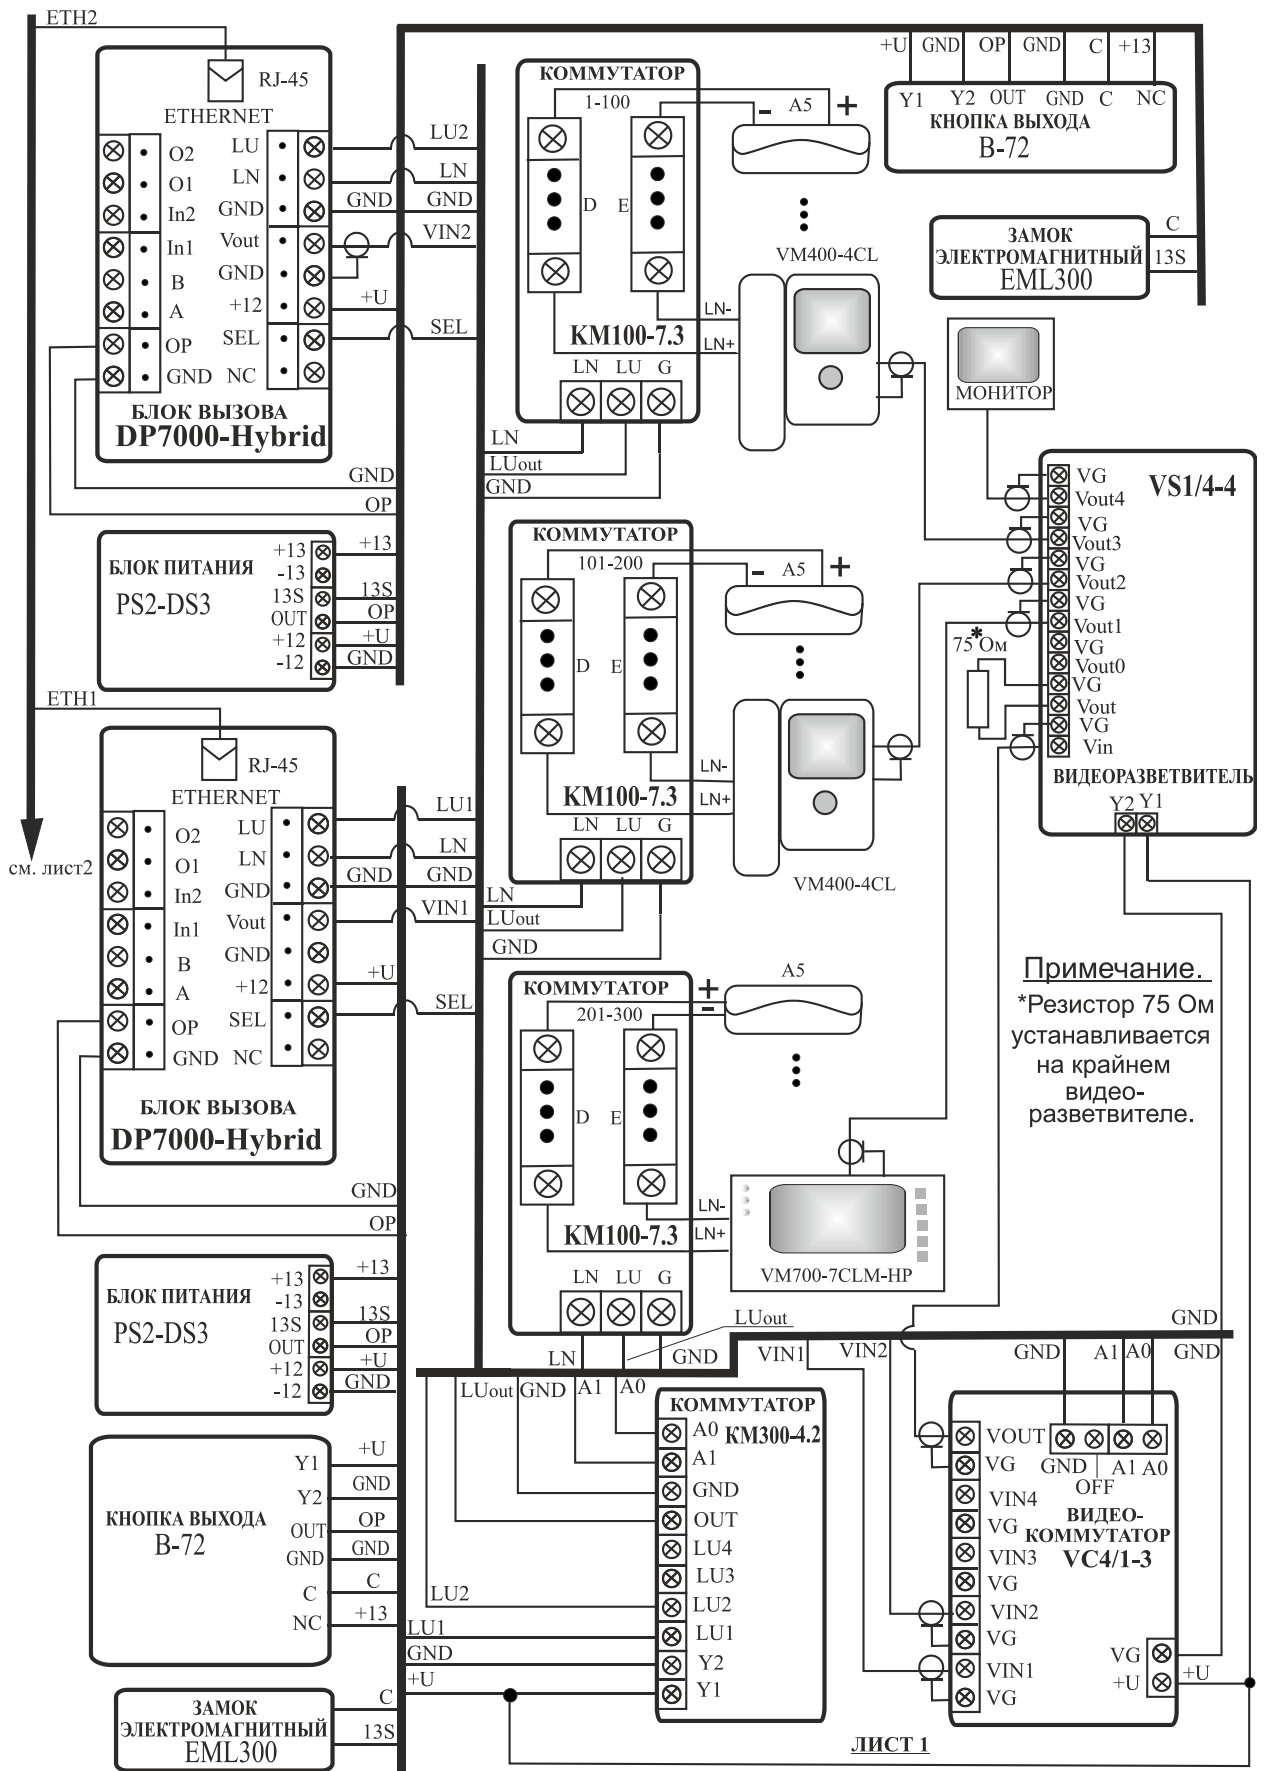 ETH2
RJ-45
ETHERNET
O2
O1
In2
In1
B
A
OP
GND
LU
LN
GND
Vout
GND
+12
SEL
NC
БЛОК ВЫЗОВА
DP7000-Hybrid
LU2
LN
GND
GND
VIN2
+U
SEL
GND
OP
БЛОК ПИТАНИЯ
PS2-DS3
+13
-13
13S
OUT
+12
-12
+13
13S
OP
+U
GND
ETH1
RJ-45
ETHERNET
O2
O1
In2
In1
B
A
OP
GND
LU
LN
GND
Vout
GND
+12
SEL
NC
БЛОК ВЫЗОВА
DP7000-Hybrid
см. лист2
LU1
LN
GND
GND
VIN1
+U
SEL
GND
OP
БЛОК ПИТАНИЯ
PS2-DS3
+13
-13
13S
OUT
+12
-12
+13
13S
OP
+U
GND
КНОПКА ВЫХОДА
B-72
Y1
Y2
OUT
GND
C
NC
+U
GND
OP
GND
C
+13
ЗАМОК
ЭЛЕКТРОМАГНИТНЫЙ
EML300
C
13S
КОММУТАТОР
1-100
D
E
KM100-7.3
LN LU G
- A5 +
VM400-4CL
LN-
LN+
LN
LUout
GND
КОММУТАТОР
101-200
D
E
KM100-7.3
LN LU G
- A5 +
LN-
LN+
VM400-4CL
LN
LUout
GND
КОММУТАТОР
201-300
D
E
KM100-7.3
LN LU G
+
-
A5
LN-
LN+
VM700-7CLM-HP
LN
LUout
GND
+U GND OP GND C +13
Y1 Y2 OUT GND C NC
КНОПКА ВЫХОДА
B-72
ЗАМОК
ЭЛЕКТРОМАГНИТНЫЙ
EML300
C
13S
МОНИТОР
VS1/4-4
VG
Vout4
VG
Vout3
VG
Vout2
VG
Vout1
VG
Vout0
VG
Vout
VG
Vin
*
75 Ом
ВИДЕОРАЗВЕТВИТЕЛЬ
Y2 Y1
Примечание.
*Резистор 75 Ом
устанавливается
на крайнем
видео-
разветвителе.
LUout GND A1 A0
LU2
LU1
GND
+U
КОММУТАТОР
KM300-4.2
A0
A1
GND
OUT
LU4
LU3
LU2
LU1
Y2
Y1
VIN1 VIN2
GND
GND A1 A0 GND
VOUT
VG
VIN4
VG
VIN3
VG
VIN2
VG
VIN1
VG
GND A1 A0
OFF
ВИДЕО-
КОММУТАТОР
VC4/1-3
VG
+U
+U
ЛИСТ 1